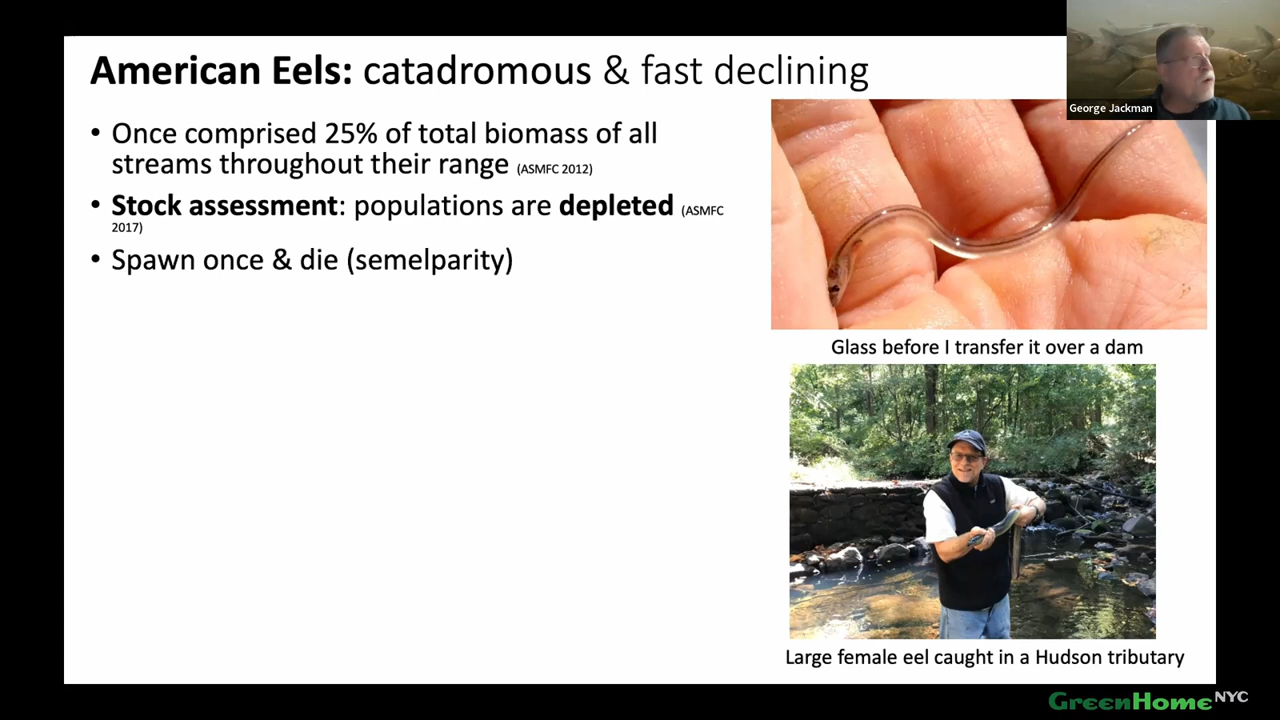 American Eels: catadromous & fast declining
George Jackman
• Once comprised 25% of total biomass of all
streams throughout their range (ASMFC 2012)
• Stock assessment: populations are depleted (ASMFC
2017)
• Spawn once & die (semelparity)
Glass before I transfer it over a dam
Large female eel caught in a Hudson tributary
GreenHomeNYC